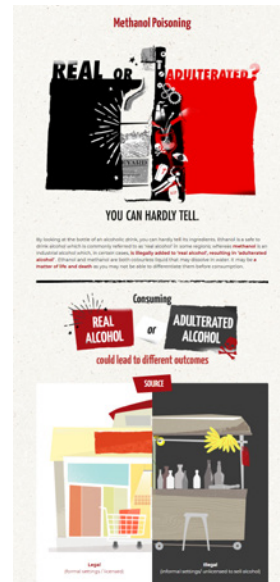 Methanol Poisoning
REAL OR ADULTERATED?
YOU CAN HARDLY TELL.
By looking at the bottle of an alcoholic drink, you can hardly tell its ingredients. Ethanol is a safe to
drink alcohol which is commonly referred to as 'real alcohol' in some regions; whereas methanol is an
industrial alcohol which, in certain cases, is illegally added to 'real alcohol', resulting in 'adulterated
alcohol'. Ethanol and methanol are both colourless liquids that may dissolve in water. It may be a
matter of life and death as you may not be able to differentiate them before consumption.
Consuming
REAL ALCOHOL or ADULTERATED ALCOHOL
could lead to different outcomes
SOURCE
Legal
(formal settings / licensed)
Illegal
(informal settings/ unlicensed to sell alcohol)